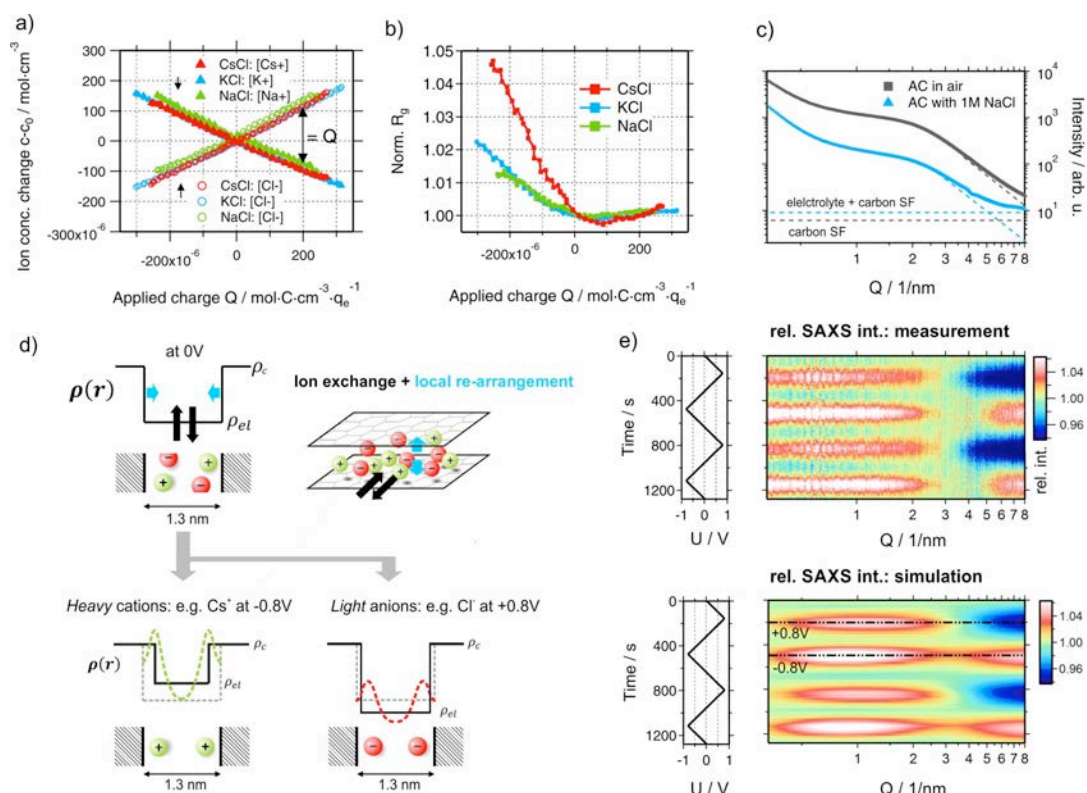 a)
Ion conc. change c-c₀ / mol·cm⁻³
300
200
100
0
-100
-200
-300x10⁻⁶
CsCl: [Cs+]
KCl: [K+]
NaCl: [Na+]
= Q
CsCl: [Cl-]
KCl: [Cl-]
NaCl: [Cl-]
-200x10⁻⁶
0
200
Applied charge Q / mol·C·cm⁻³·qₑ⁻¹
b)
Norm. R_g
1.05
1.04
1.03
1.02
1.01
1.00
CsCl
KCl
NaCl
-200x10⁻⁶
0
200
Applied charge Q / mol·C·cm⁻³·qₑ⁻¹
c)
AC in air
AC with 1M NaCl
elelctrolyte + carbon SF
carbon SF
10⁴
10³
10²
10¹
Intensity / arb. u.
1 2 3 4 5 6 7 8
Q / 1/nm
d)
at 0V
ρ(r)
ρ_c
ρ_el
1.3 nm
Ion exchange + local re-arrangement
Heavy cations: e.g. Cs⁺ at -0.8V
ρ(r)
ρ_c
ρ_el
1.3 nm
Light anions: e.g. Cl⁻ at +0.8V
ρ_c
ρ_el
1.3 nm
e)
rel. SAXS int.: measurement
Time / s
0
400
800
1200
-1 0 1
U / V
1 2 3 4 5 6 7 8
Q / 1/nm
1.04
1.00
0.96
rel. int.
rel. SAXS int.: simulation
Time / s
0
400
800
1200
-1 0 1
U / V
+0.8V
-0.8V
1 2 3 4 5 6 7 8
Q / 1/nm
1.04
1.00
0.96